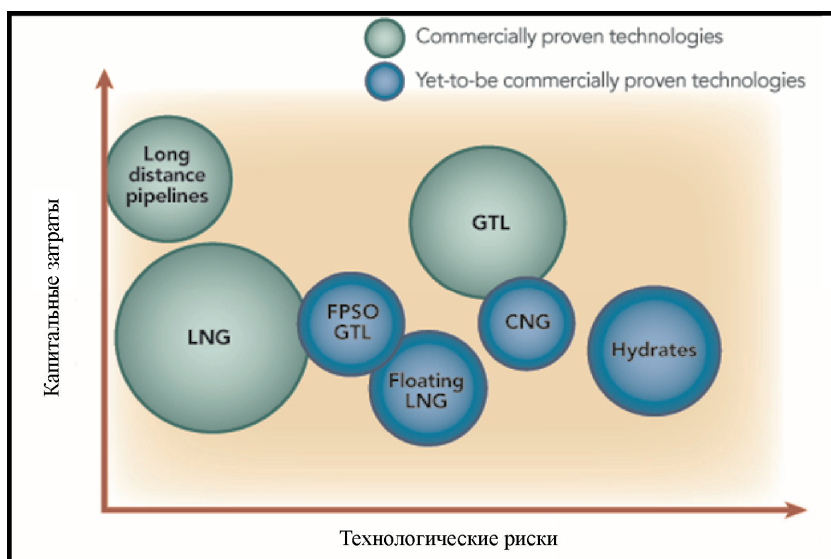 Commercially proven technologies
Yet-to-be commercially proven technologies
Long
distance
pipelines
GTL
LNG
FPSO
GTL
CNG
Floating
LNG
Hydrates
Капитальные затраты
Технологические риски